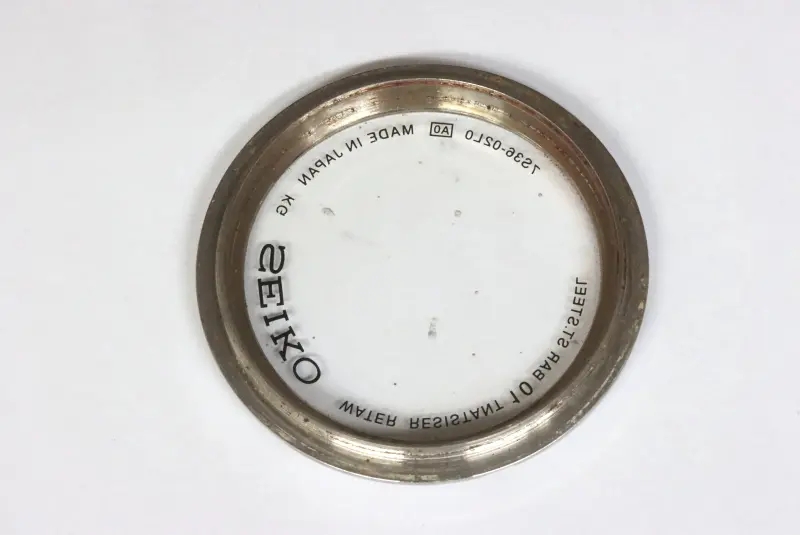 SEIKO
WATER RESISTANT 10 BAR ST.STEEL
7S36-02L0 A0 MADE IN JAPAN KG